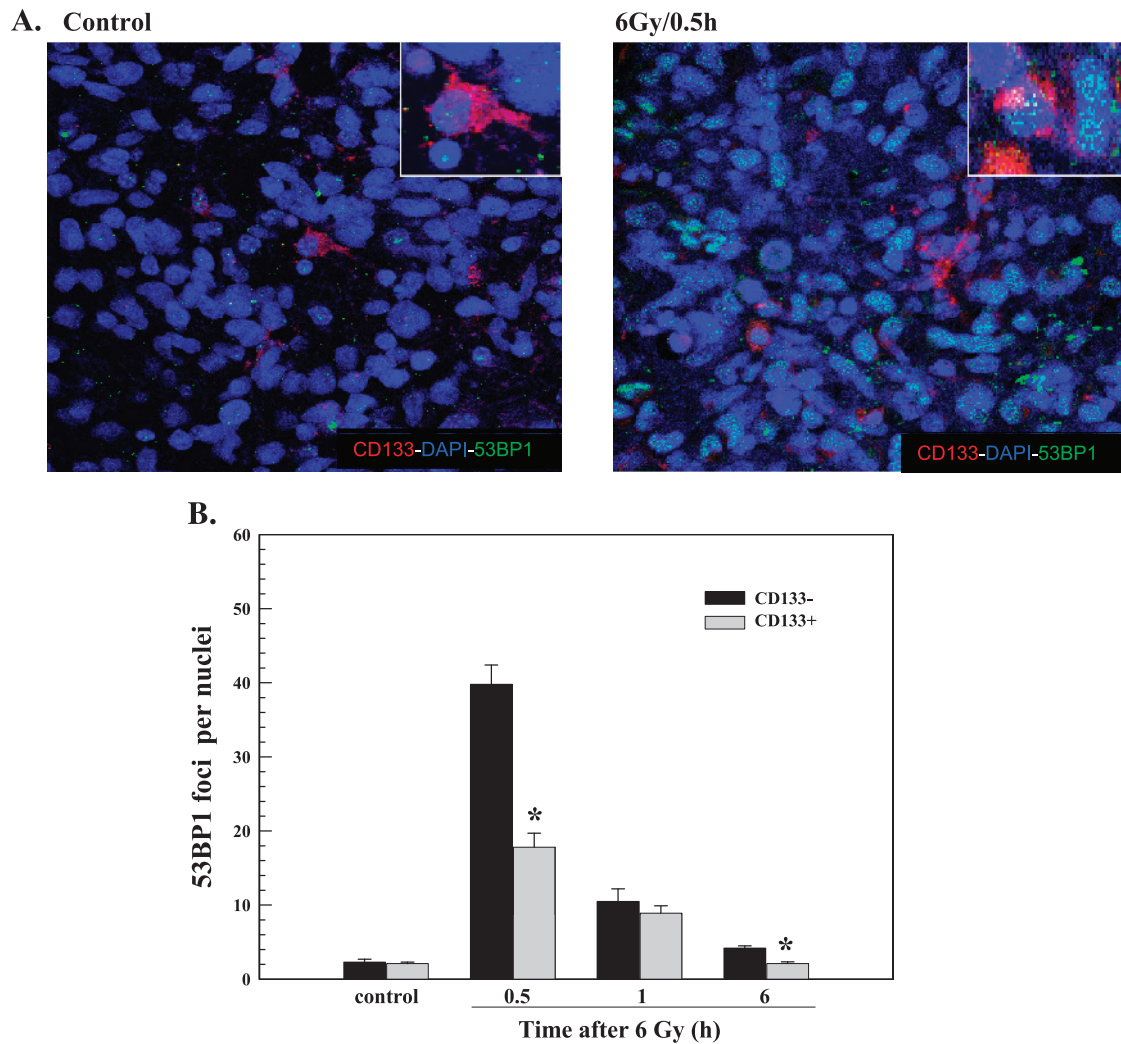 A. Control
6Gy/0.5h
CD133-DAPI-53BP1
CD133-DAPI-53BP1
B.
60
50
40
30
20
10
0
53BP1 foci per nuclei
CD133-
CD133+
*
*
control 0.5 1 6
Time after 6 Gy (h)